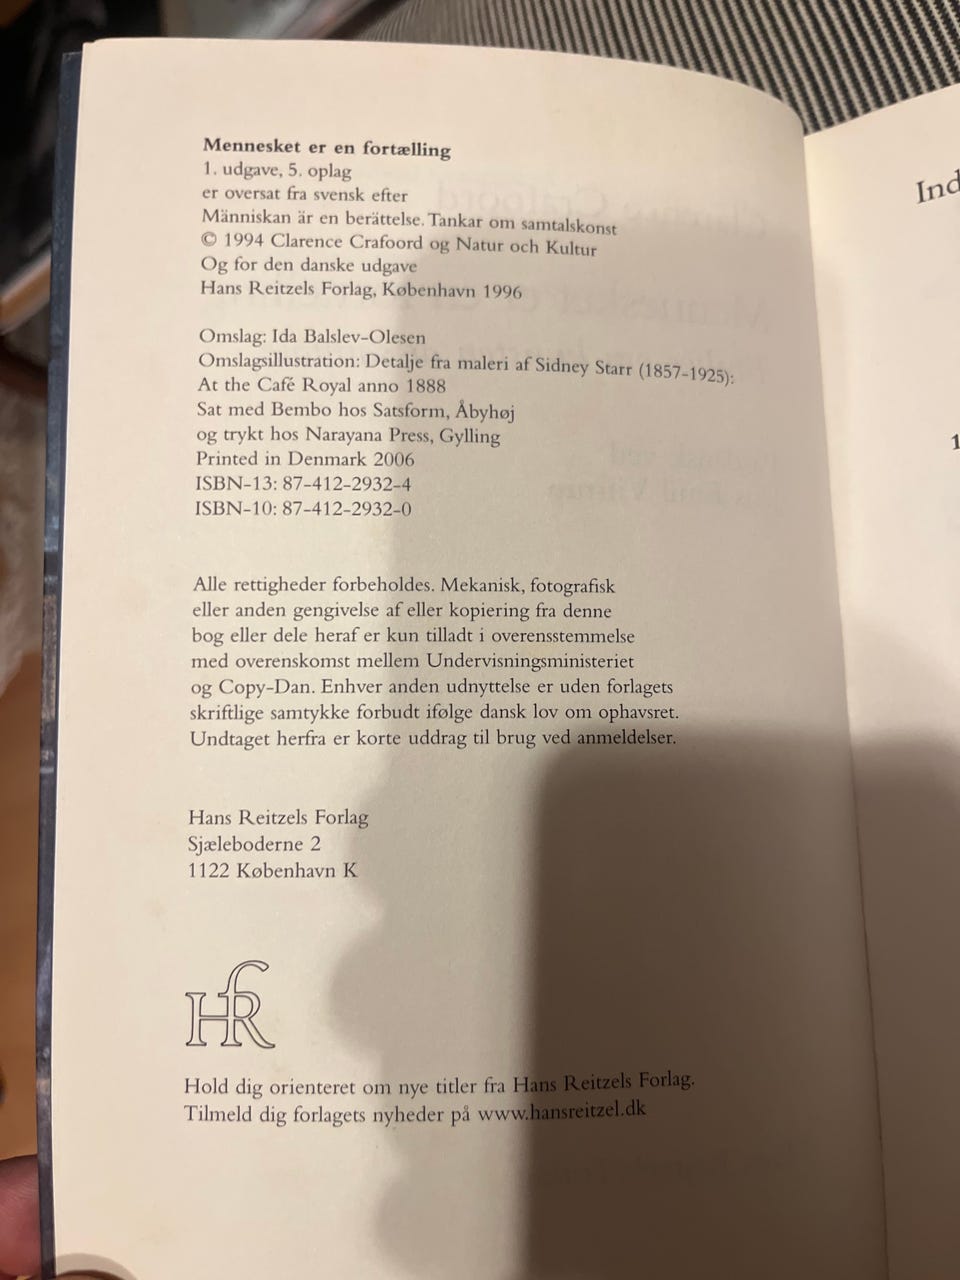 Mennesket er en fortælling
1. udgave, 5. oplag
er oversat fra svensk efter
Människan är en berättelse. Tankar om samtalskonst
© 1994 Clarence Crafoord og Natur och Kultur
Og for den danske udgave
Hans Reitzels Forlag, København 1996
Omslag: Ida Balslev-Olesen
Omslagsillustration: Detalje fra maleri af Sidney Starr (1857-1925):
At the Café Royal anno 1888
Sat med Bembo hos Satsform, Åbyhøj
og trykt hos Narayana Press, Gylling
Printed in Denmark 2006
ISBN-13: 87-412-2932-4
ISBN-10: 87-412-2932-0
Alle rettigheder forbeholdes. Mekanisk, fotografisk
eller anden gengivelse af eller kopiering fra denne
bog eller dele heraf er kun tilladt i overensstemmelse
med overenskomst mellem Undervisningsministeriet
og Copy-Dan. Enhver anden udnyttelse er uden forlagets
skriftlige samtykke forbudt ifølge dansk lov om ophavsret.
Undtaget herfra er korte uddrag til brug ved anmeldelser.
Hans Reitzels Forlag
Sjæleboderne 2
1122 København K
HfR
Hold dig orienteret om nye titler fra Hans Reitzels Forlag.
Tilmeld dig forlagets nyheder på www.hansreitzel.dk
Ind
1